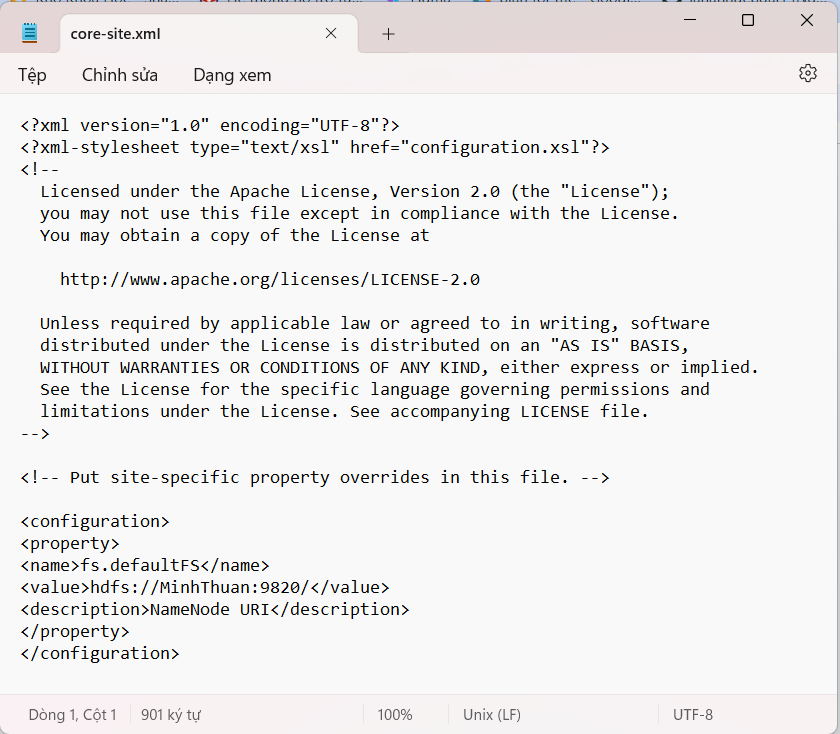 core-site.xml
Tệp Chỉnh sửa Dạng xem
<?xml version="1.0" encoding="UTF-8"?>
<?xml-stylesheet type="text/xsl" href="configuration.xsl"?>
<!--
  Licensed under the Apache License, Version 2.0 (the "License");
  you may not use this file except in compliance with the License.
  You may obtain a copy of the License at

    http://www.apache.org/licenses/LICENSE-2.0

  Unless required by applicable law or agreed to in writing, software
  distributed under the License is distributed on an "AS IS" BASIS,
  WITHOUT WARRANTIES OR CONDITIONS OF ANY KIND, either express or implied.
  See the License for the specific language governing permissions and
  limitations under the License. See accompanying LICENSE file.
-->

<!-- Put site-specific property overrides in this file. -->

<configuration>
<property>
<name>fs.defaultFS</name>
<value>hdfs://MinhThuan:9820/</value>
<description>NameNode URI</description>
</property>
</configuration>
Dòng 1, Cột 1 901 ký tự 100% Unix (LF) UTF-8